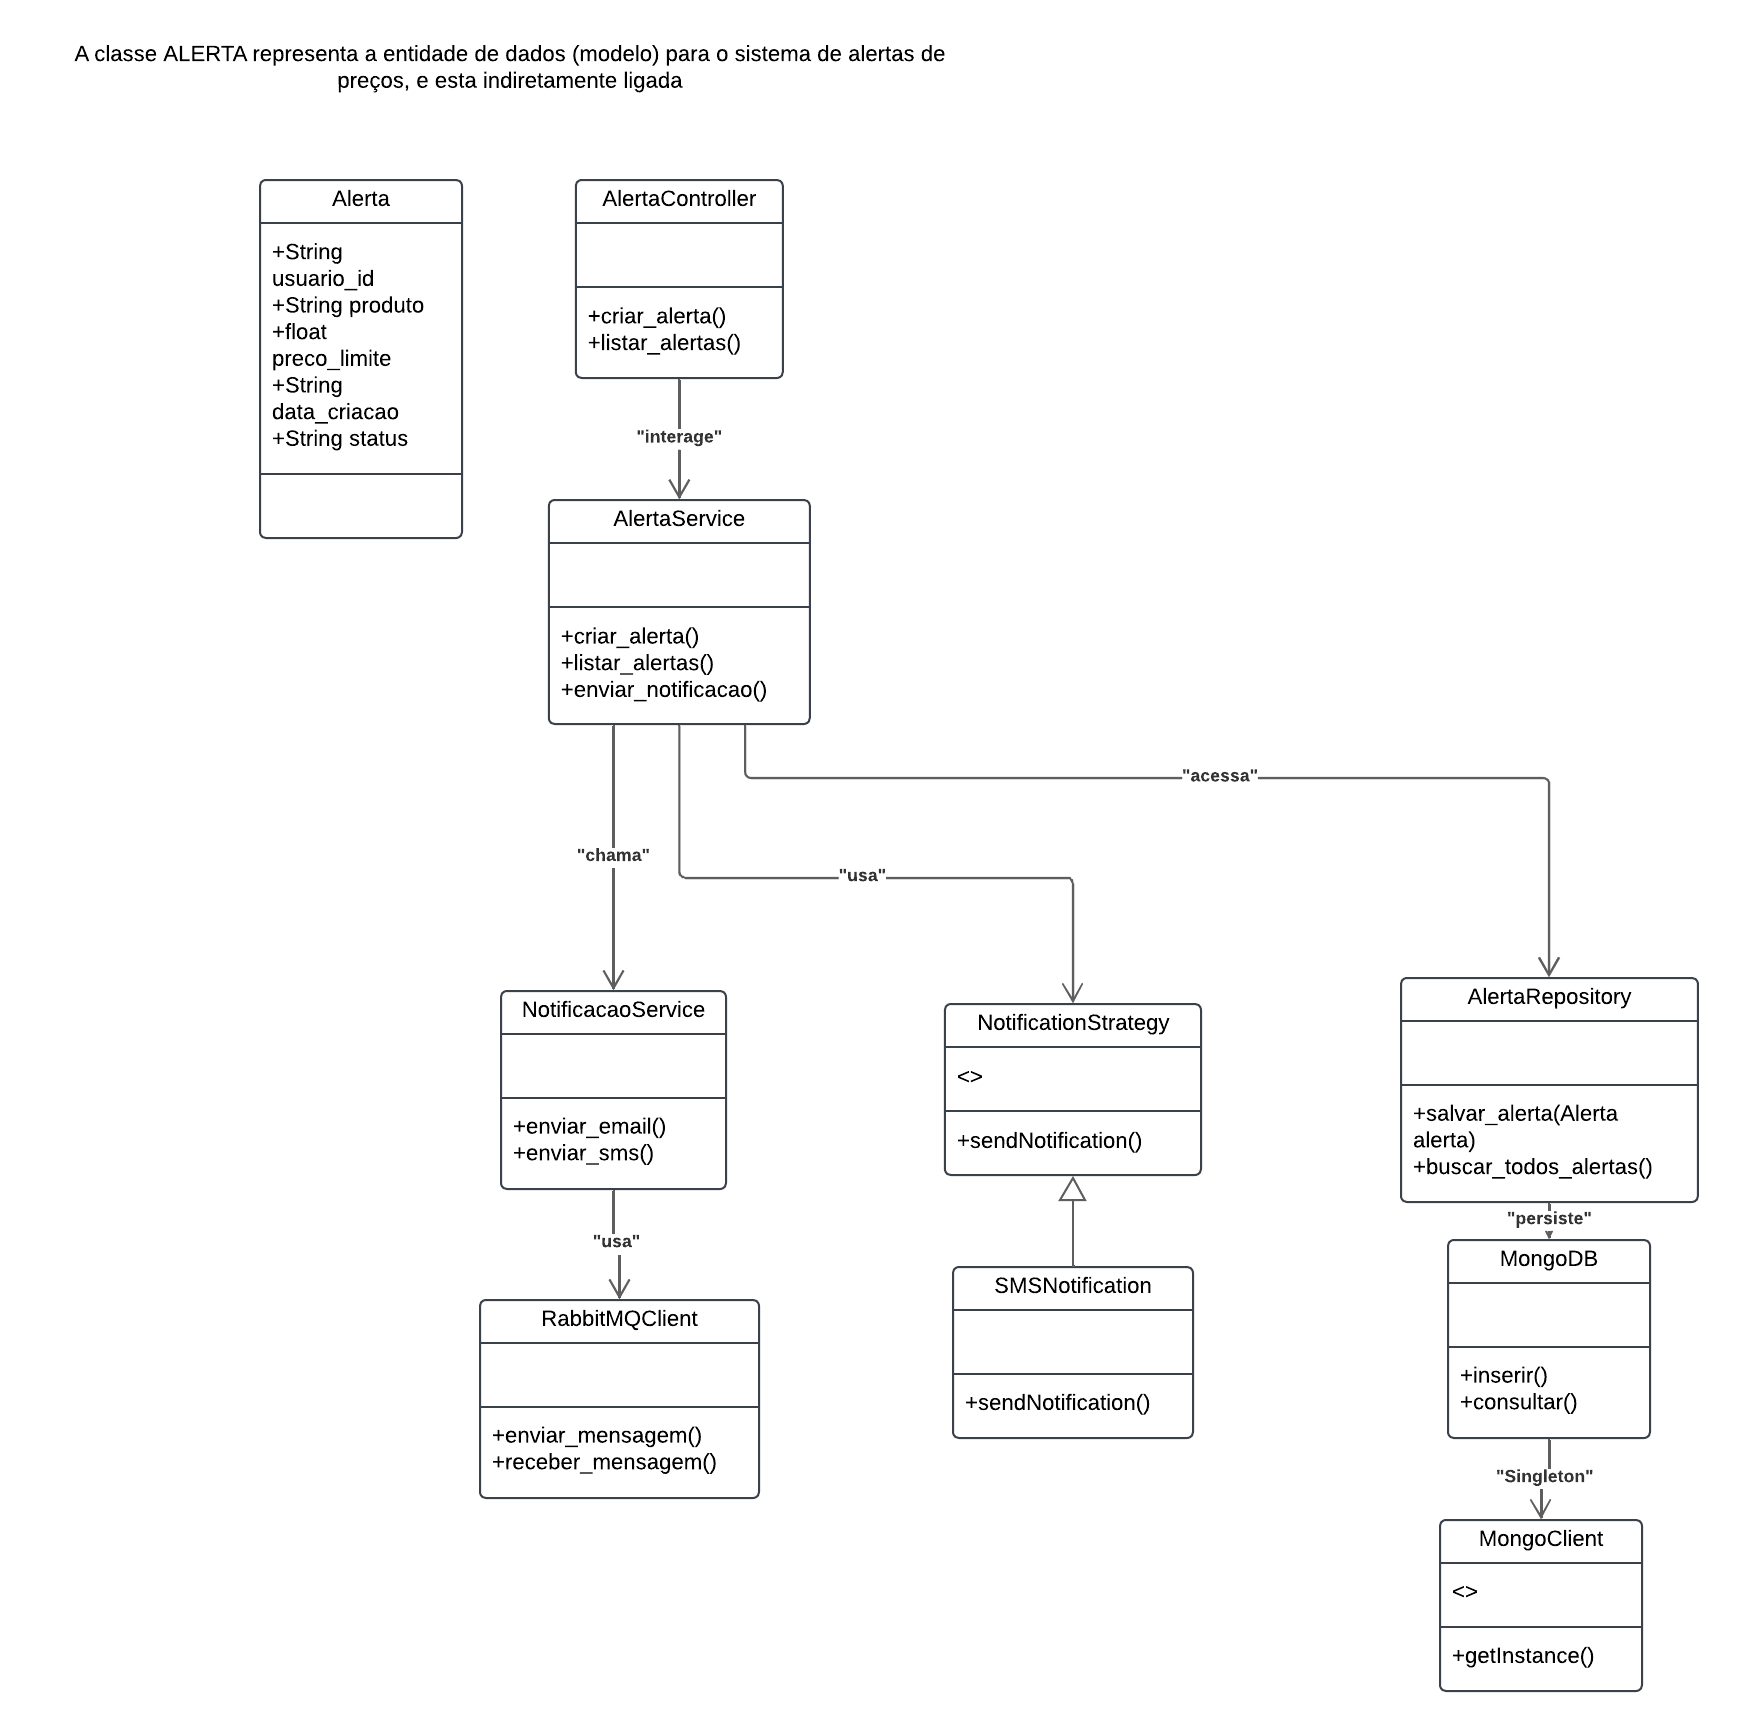 A classe ALERTA representa a entidade de dados (modelo) para o sistema de alertas de
preços, e esta indiretamente ligada
Alerta
+String
usuario_id
+String produto
+float
preco_limite
+String
data_criacao
+String status
AlertaController
+criar_alerta()
+listar_alertas()
"interage"
AlertaService
+criar_alerta()
+listar_alertas()
+enviar_notificacao()
"acessa"
"chama"
"usa"
NotificacaoService
+enviar_email()
+enviar_sms()
"usa"
RabbitMQClient
+enviar_mensagem()
+receber_mensagem()
NotificationStrategy
<>
+sendNotification()
SMSNotification
+sendNotification()
AlertaRepository
+salvar_alerta(Alerta
alerta)
+buscar_todos_alertas()
"persiste"
MongoDB
+inserir()
+consultar()
"Singleton"
MongoClient
<>
+getInstance()